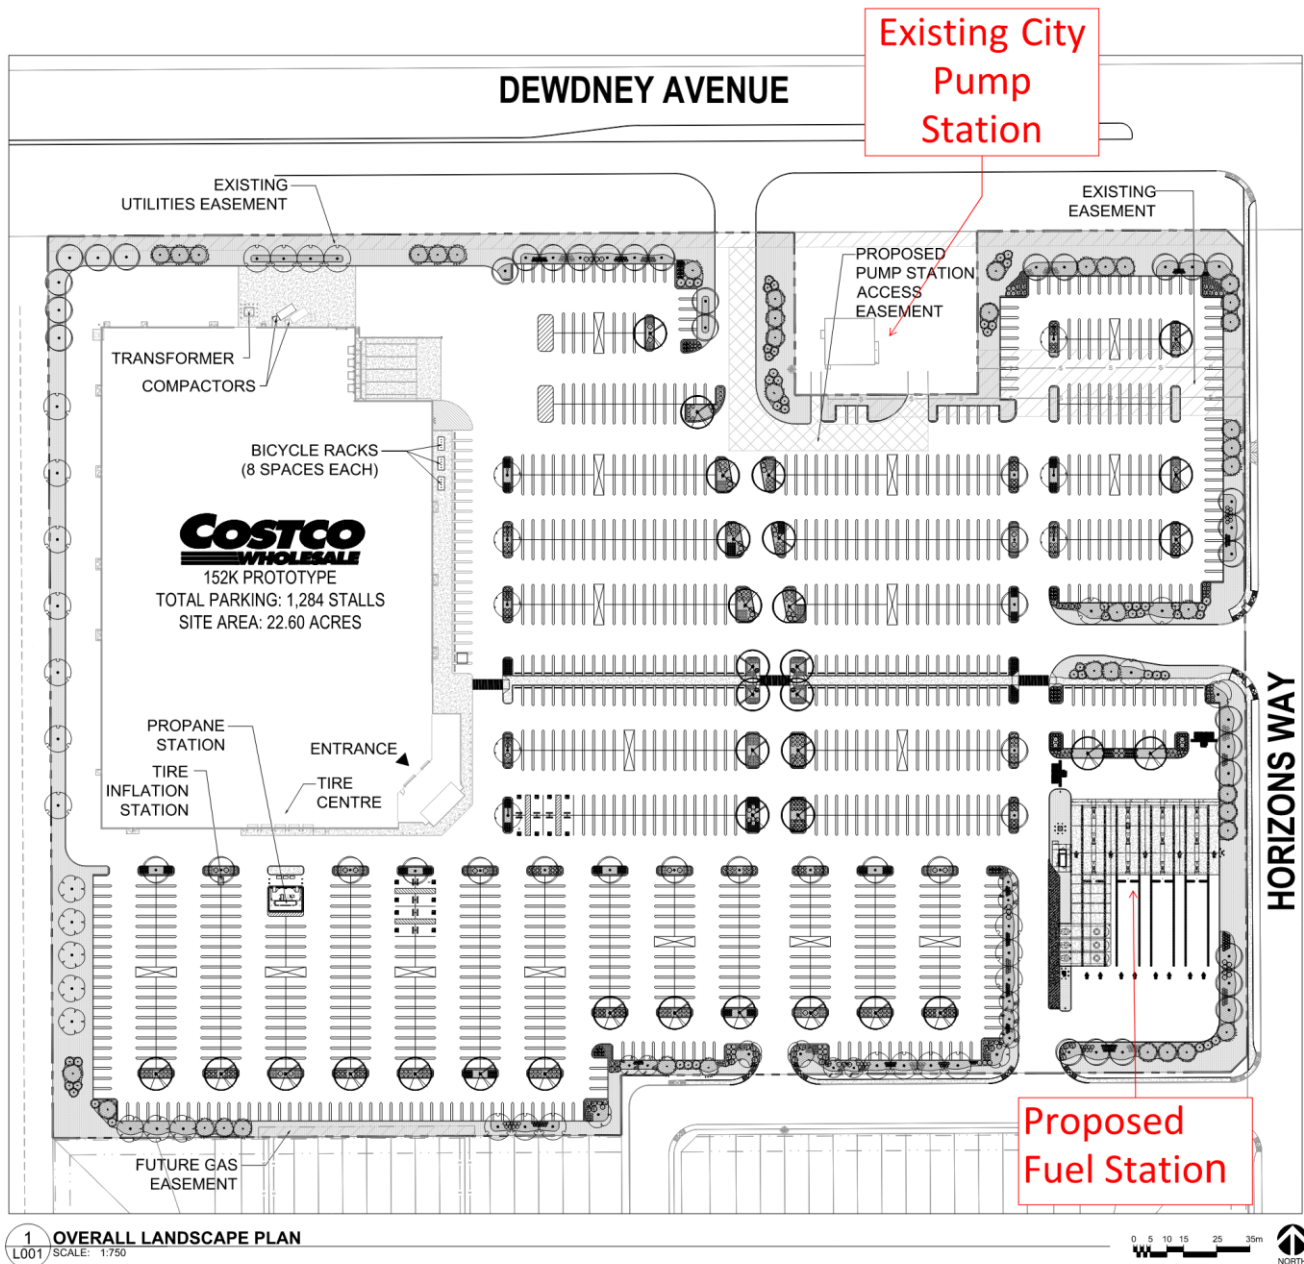 Existing City
Pump
Station
DEWDNEY AVENUE
EXISTING
UTILITIES EASEMENT
EXISTING
EASEMENT
PROPOSED
PUMP STATION
ACCESS
EASEMENT
TRANSFORMER
COMPACTORS
BICYCLE RACKS
(8 SPACES EACH)
COSTCO
WHOLESALE
152K PROTOTYPE
TOTAL PARKING: 1,284 STALLS
SITE AREA: 22.60 ACRES
PROPANE
STATION
ENTRANCE
TIRE
INFLATION
STATION
TIRE
CENTRE
HORIZONS WAY
Proposed
Fuel Station
FUTURE GAS
EASEMENT
1
L001
OVERALL LANDSCAPE PLAN
SCALE: 1:750
0 5 10 15 25 35m
NORTH